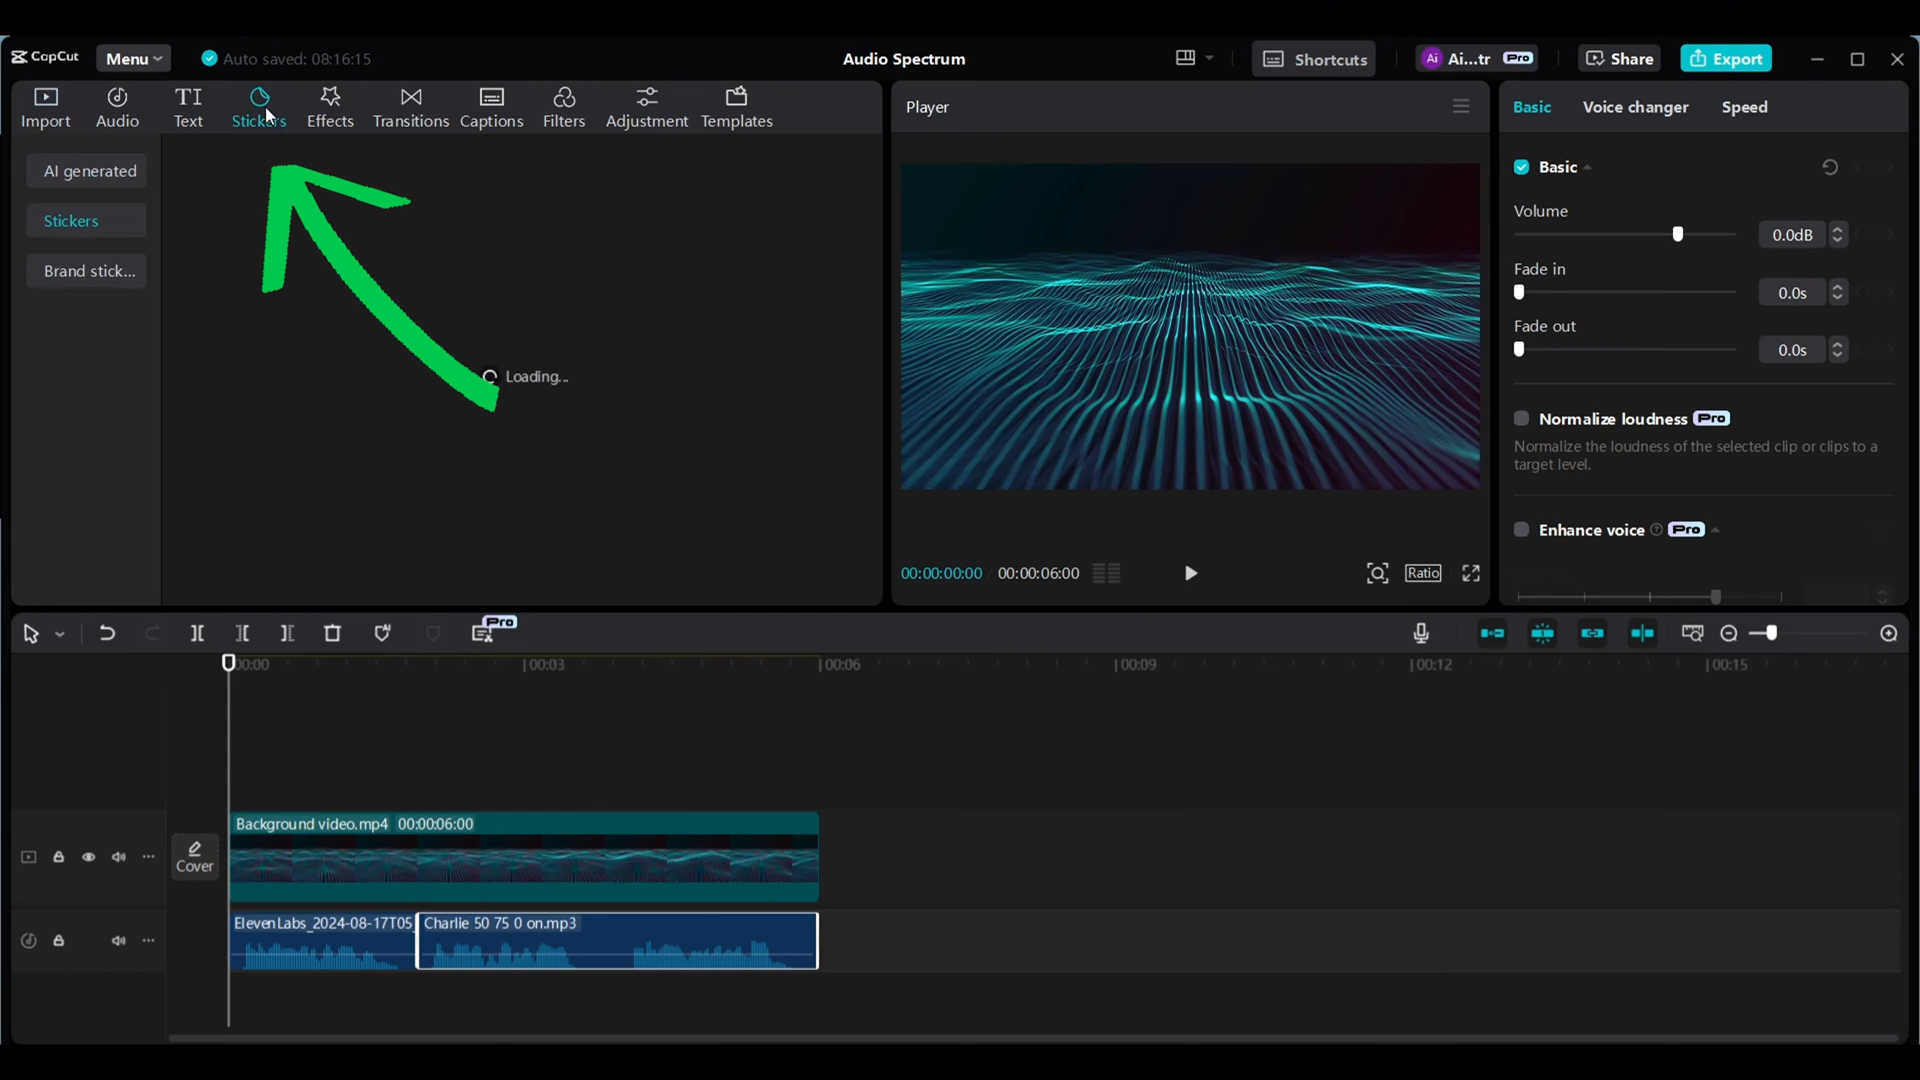 CapCut
Menu
Auto saved: 08:16:15
Audio Spectrum
Shortcuts
Ai
Ai...tr
Pro
Share
Export
Import
Audio
TI
Text
Stickers
Effects
Transitions
Captions
Filters
Adjustment
Templates
AI generated
Stickers
Brand stick...
Loading...
Player
00:00:00:00 / 00:00:06:00
Ratio
Basic
Voice changer
Speed
Basic
Volume
0.0dB
Fade in
0.0s
Fade out
0.0s
Normalize loudness Pro
Normalize the loudness of the selected clip or clips to a
target level.
Enhance voice Pro
Pro
00:00
00:03
00:06
00:09
00:12
00:15
Cover
Background video.mp4 00:00:06:00
ElevenLabs_2024-08-17T05
Charlie 50 75 0 on.mp3